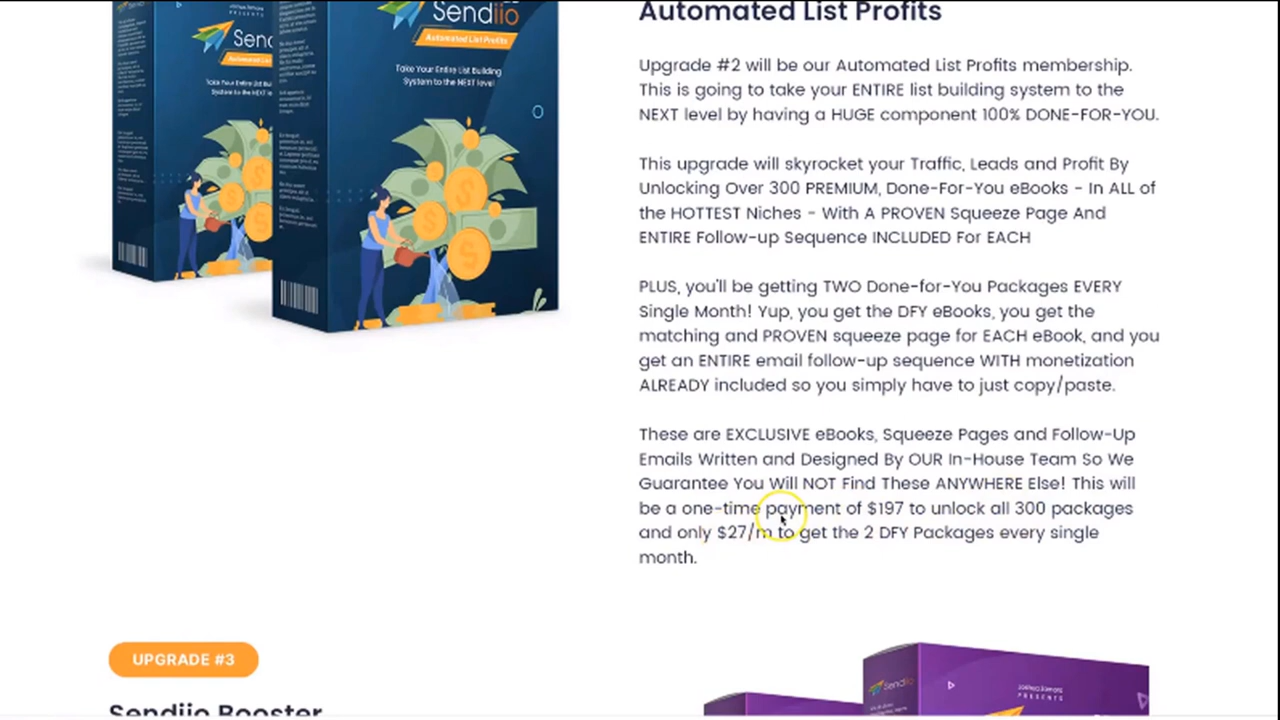 Sendiio
Automated List Profits
Take Your Entire List Building
System to the NEXT level
Automated List Profits
Upgrade #2 will be our Automated List Profits membership.
This is going to take your ENTIRE list building system to the
NEXT level by having a HUGE component 100% DONE-FOR-YOU.
This upgrade will skyrocket your Traffic, Leads and Profit By
Unlocking Over 300 PREMIUM, Done-For-You eBooks - In ALL of
the HOTTEST Niches - With A PROVEN Squeeze Page And
ENTIRE Follow-up Sequence INCLUDED For EACH
PLUS, you'll be getting TWO Done-for-You Packages EVERY
Single Month! Yup, you get the DFY eBooks, you get the
matching and PROVEN squeeze page for EACH eBook, and you
get an ENTIRE email follow-up sequence WITH monetization
ALREADY included so you simply have to just copy/paste.
These are EXCLUSIVE eBooks, Squeeze Pages and Follow-Up
Emails Written and Designed By OUR In-House Team So We
Guarantee You Will NOT Find These ANYWHERE Else! This will
be a one-time payment of $197 to unlock all 300 packages
and only $27/m to get the 2 DFY Packages every single
month.
UPGRADE #3
Sendiio Booster
Sendiio
PRESENTS